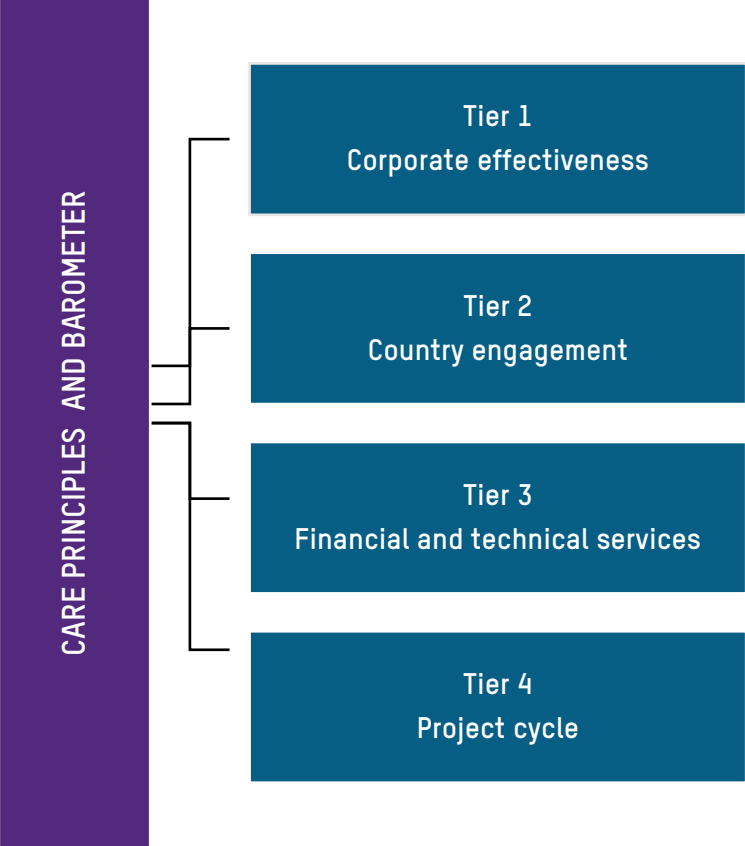 CARE PRINCIPLES AND BAROMETER
Tier 1
Corporate effectiveness
Tier 2
Country engagement
Tier 3
Financial and technical services
Tier 4
Project cycle